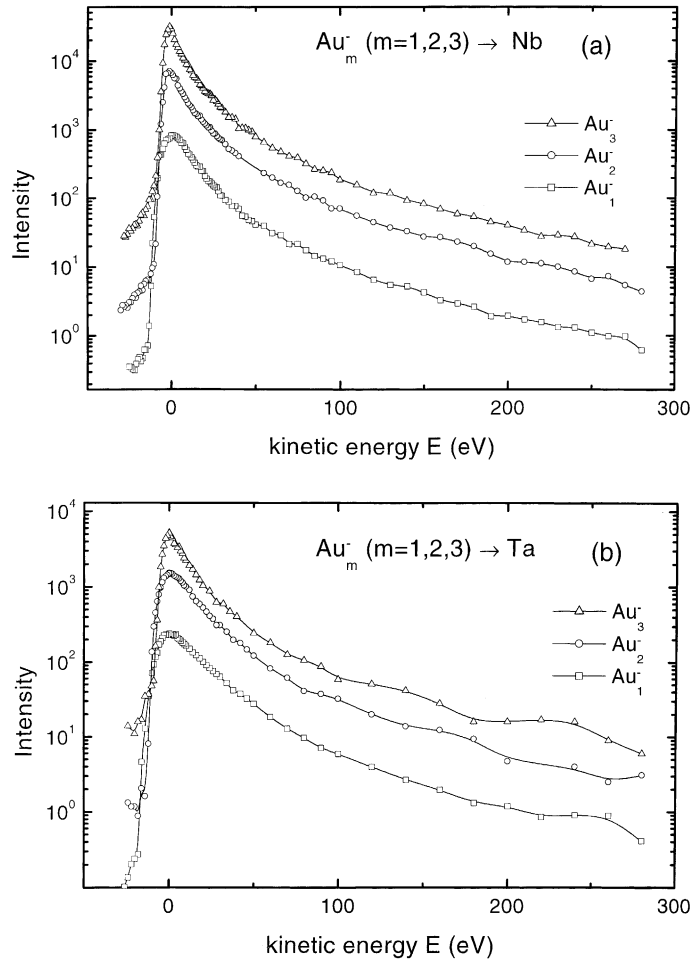 Au⁻ₘ (m=1,2,3) → Nb (a)
10⁴
10³
10²
10¹
10⁰
Intensity
Au⁻₃
Au⁻₂
Au⁻₁
0 100 200 300
kinetic energy E (eV)
Au⁻ₘ (m=1,2,3) → Ta (b)
10⁴
10³
10²
10¹
10⁰
Intensity
Au⁻₃
Au⁻₂
Au⁻₁
0 100 200 300
kinetic energy E (eV)